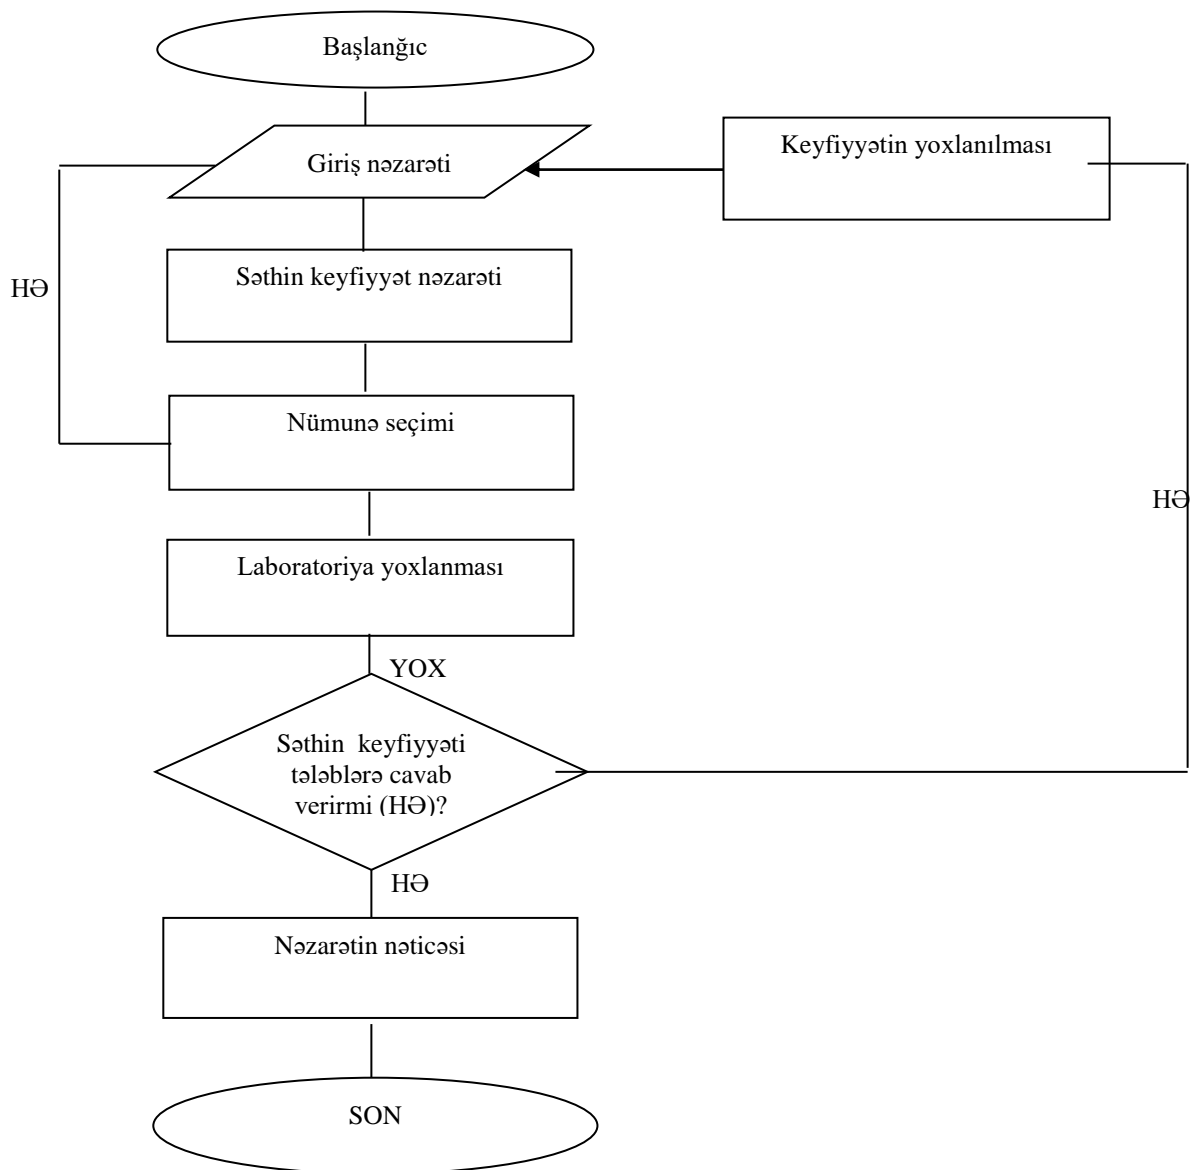 Başlanğıc
Giriş nəzarəti
Keyfiyyətin yoxlanılması
Səthin keyfiyyət nəzarəti
HƏ
Nümunə seçimi
HƏ
Laboratoriya yoxlanması
YOX
Səthin keyfiyyəti
tələblərə cavab
verirmi (HƏ)?
HƏ
Nəzarətin nəticəsi
SON